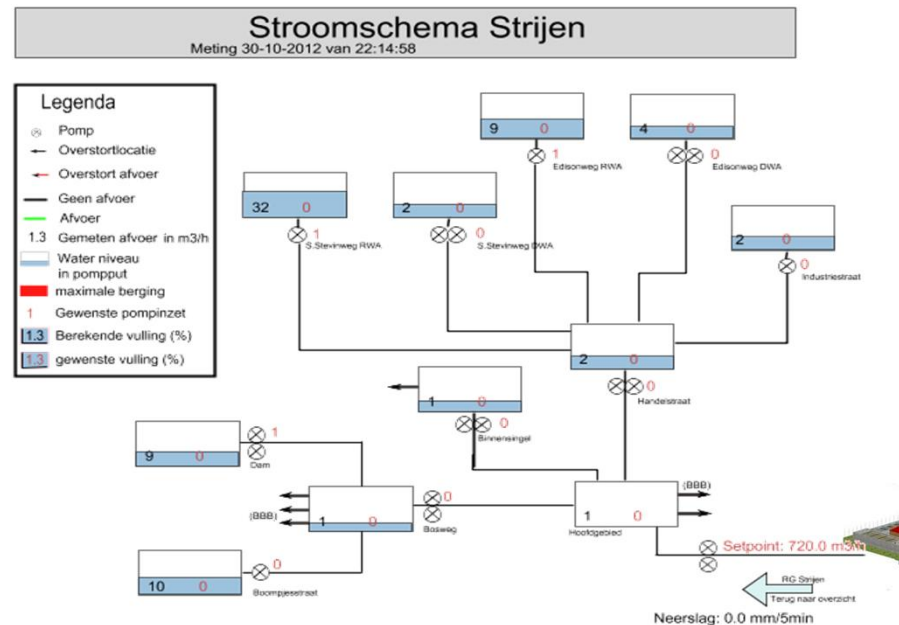 Stroomschema Strijen
Meting 30-10-2012 van 22:14:58
Legenda
Pomp
Overstortlocatie
Overstort afvoer
Geen afvoer
Afvoer
1.3 Gemeten afvoer in m3/h
Water niveau
in pompput
maximale berging
1 Gewenste pompinzet
1.3 Berekende vulling (%)
1.3 gewenste vulling (%)
9 0
1
Edisonweg RWA
4 0
0
Edisonweg DWA
32 0
1
S.Stevinweg RWA
2 0
0
S.Stevinweg DWA
2 0
0
Industriestraat
2 0
0
Handelstraat
1 0
0
Binnensingel
9 0
1
Dam
(BBB)
1 0
0
Bosweg
1 0
(BBB)
Hoofdgebied
10 0
0
Boompjesstraat
Setpoint: 720.0 m3/h
RG Strijen
Terug naar overzicht
Neerslag: 0.0 mm/5min